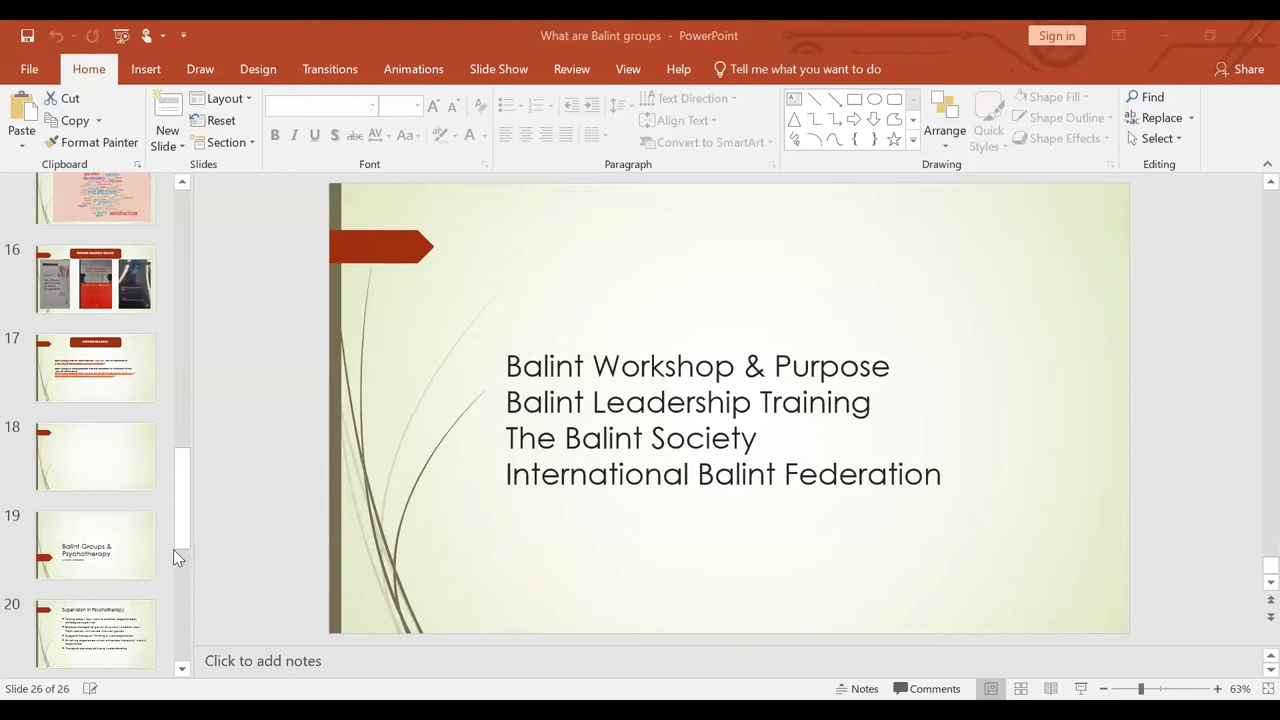 What are Balint groups - PowerPoint
Sign in
File Home Insert Draw Design Transitions Animations Slide Show Review View Help Tell me what you want to do Share
Paste
Cut
Copy
Format Painter
Clipboard
New Slide
Layout
Reset
Section
Slides
B I U S abc AV Aa A
Font
Text Direction
Align Text
Convert to SmartArt
Paragraph
Arrange
Quick Styles
Shape Fill
Shape Outline
Shape Effects
Drawing
Find
Replace
Select
Editing
16
17
18
19
Balint Groups &
Psychotherapy
20
Supervision in Psychotherapy
Balint Workshop & Purpose
Balint Leadership Training
The Balint Society
International Balint Federation
Click to add notes
Slide 26 of 26
Notes
Comments
63%